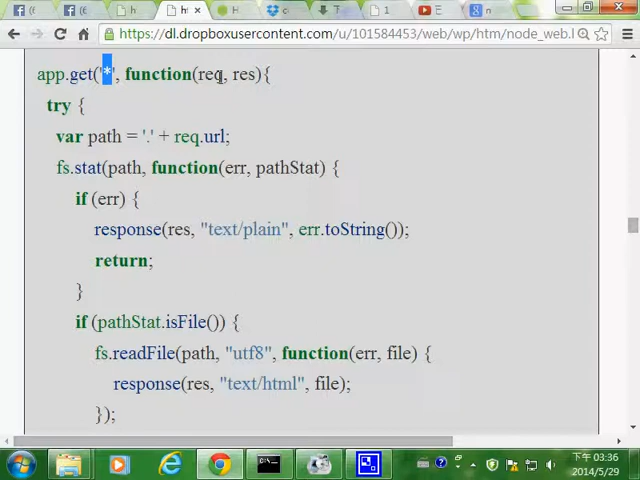 (f
(f
h
h
c
T
1
E
n
https://dl.dropboxusercontent.com/u/101584453/web/wp/htm/node_web.l
app.get('*', function(req, res){
try {
var path = '.' + req.url;
fs.stat(path, function(err, pathStat) {
if (err) {
response(res, "text/plain", err.toString());
return;
}
if (pathStat.isFile()) {
fs.readFile(path, "utf8", function(err, file) {
response(res, "text/html", file);
});
下午 03:36
2014/5/29